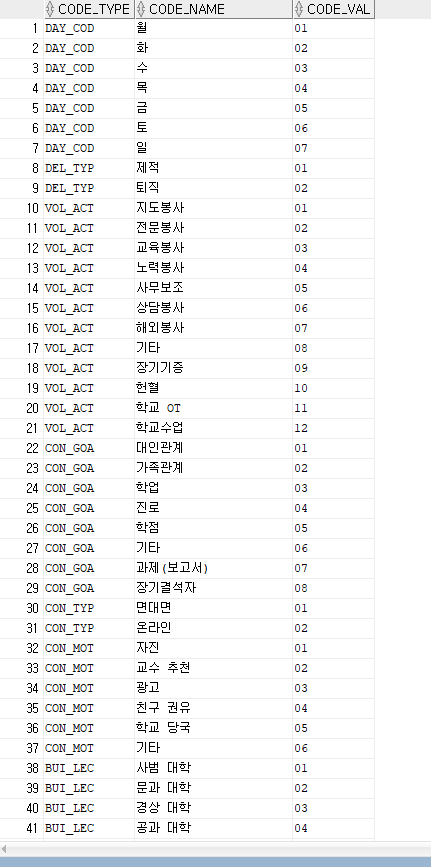 CODE_TYPE CODE_NAME CODE_VAL
1 DAY_COD 월 01
2 DAY_COD 화 02
3 DAY_COD 수 03
4 DAY_COD 목 04
5 DAY_COD 금 05
6 DAY_COD 토 06
7 DAY_COD 일 07
8 DEL_TYP 제적 01
9 DEL_TYP 퇴직 02
10 VOL_ACT 지도봉사 01
11 VOL_ACT 전문봉사 02
12 VOL_ACT 교육봉사 03
13 VOL_ACT 노력봉사 04
14 VOL_ACT 사무보조 05
15 VOL_ACT 상담봉사 06
16 VOL_ACT 해외봉사 07
17 VOL_ACT 기타 08
18 VOL_ACT 장기기증 09
19 VOL_ACT 헌혈 10
20 VOL_ACT 학교 OT 11
21 VOL_ACT 학교수업 12
22 CON_GOA 대인관계 01
23 CON_GOA 가족관계 02
24 CON_GOA 학업 03
25 CON_GOA 진로 04
26 CON_GOA 학점 05
27 CON_GOA 기타 06
28 CON_GOA 과제(보고서) 07
29 CON_GOA 장기결석자 08
30 CON_TYP 면대면 01
31 CON_TYP 온라인 02
32 CON_MOT 자진 01
33 CON_MOT 교수 추천 02
34 CON_MOT 광고 03
35 CON_MOT 친구 권유 04
36 CON_MOT 학교 당국 05
37 CON_MOT 기타 06
38 BUI_LEC 사범 대학 01
39 BUI_LEC 문과 대학 02
40 BUI_LEC 경상 대학 03
41 BUI_LEC 공과 대학 04